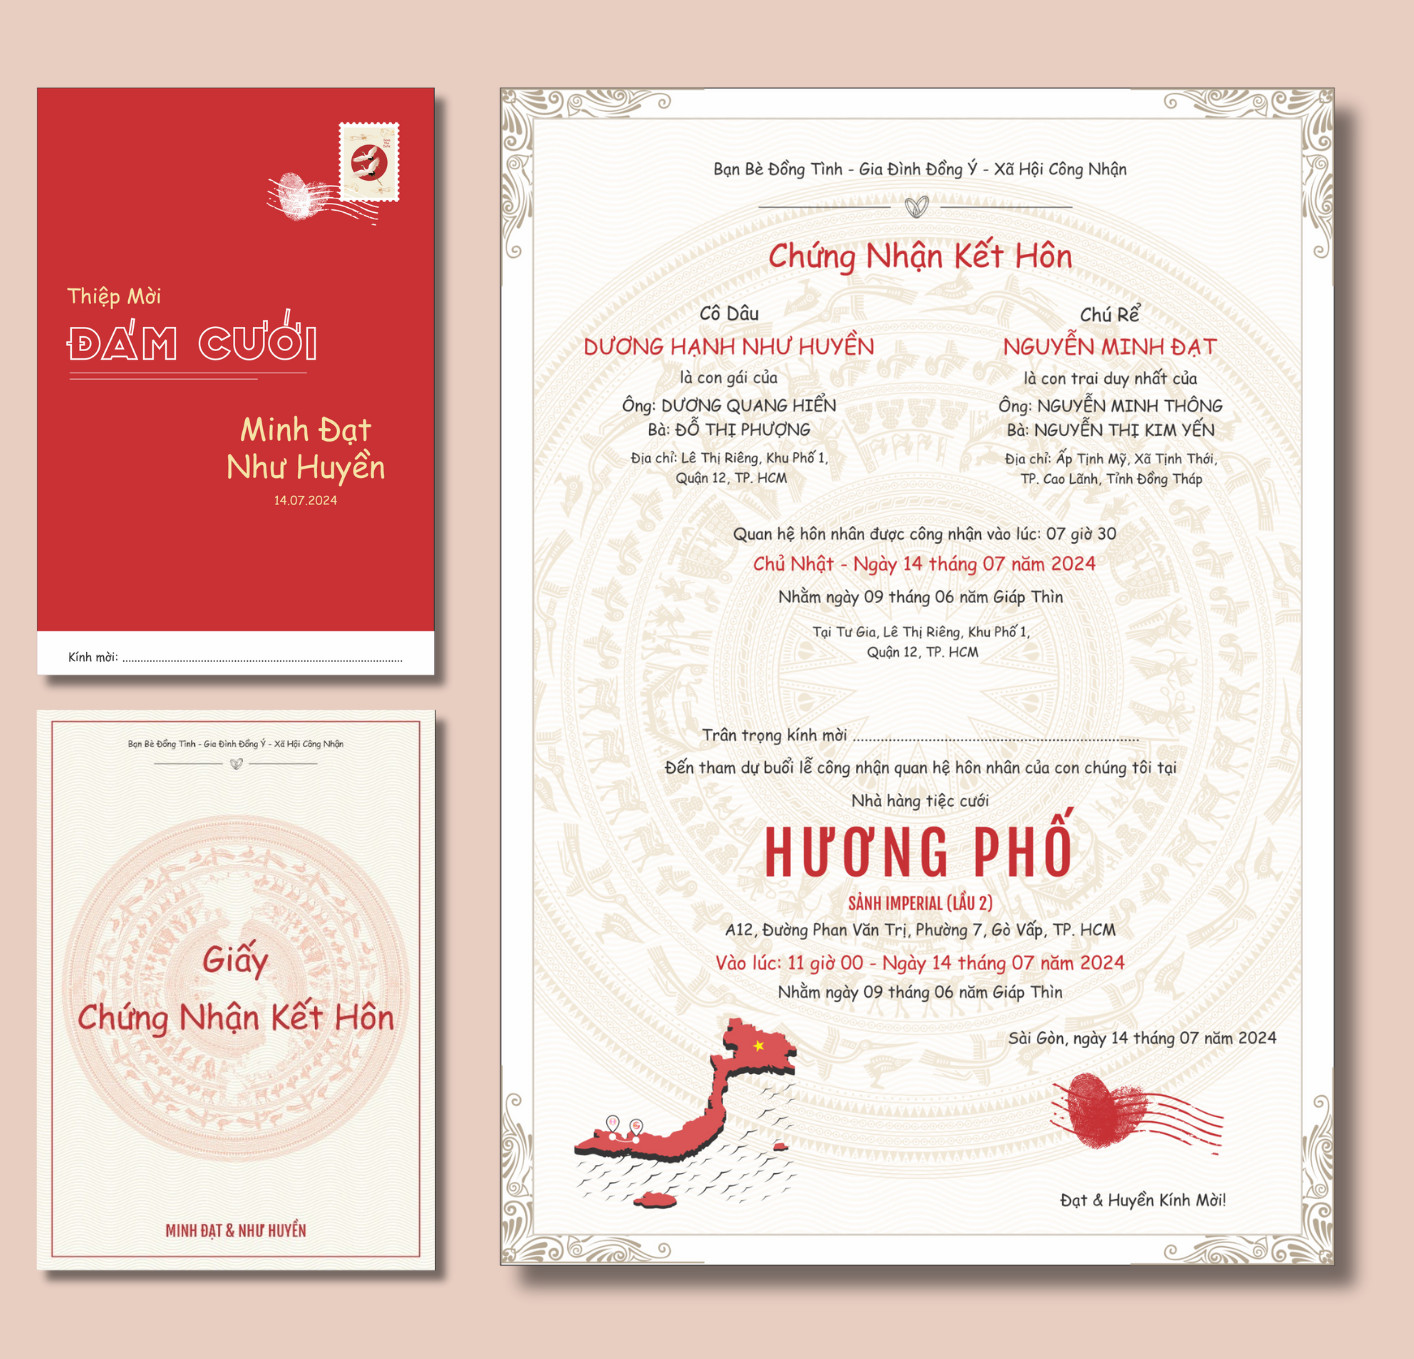 Thiệp Mời
ĐÁM CƯỚI
Minh Đạt
Như Huyền
14.07.2024
Kính mời: ................................................
Bạn Bè Đồng Tình - Gia Đình Đồng Ý - Xã Hội Công Nhận
Giấy
Chứng Nhận Kết Hôn
MINH ĐẠT & NHƯ HUYỀN
Bạn Bè Đồng Tình - Gia Đình Đồng Ý - Xã Hội Công Nhận
Chứng Nhận Kết Hôn
Cô Dâu
DƯƠNG HẠNH NHƯ HUYỀN
là con gái của
Ông: DƯƠNG QUANG HIỂN
Bà: ĐỖ THỊ PHƯỢNG
Địa chỉ: Lê Thị Riêng, Khu Phố 1,
Quận 12, TP. HCM
Chú Rể
NGUYỄN MINH ĐẠT
là con trai duy nhất của
Ông: NGUYỄN MINH THÔNG
Bà: NGUYỄN THỊ KIM YẾN
Địa chỉ: Ấp Tịnh Mỹ, Xã Tịnh Thới,
TP. Cao Lãnh, Tỉnh Đồng Tháp
Quan hệ hôn nhân được công nhận vào lúc: 07 giờ 30
Chủ Nhật - Ngày 14 tháng 07 năm 2024
Nhằm ngày 09 tháng 06 năm Giáp Thìn
Tại Tư Gia, Lê Thị Riêng, Khu Phố 1,
Quận 12, TP. HCM
Trân trọng kính mời ................................................
Đến tham dự buổi lễ công nhận quan hệ hôn nhân của con chúng tôi tại
Nhà hàng tiệc cưới
HƯƠNG PHỐ
SẢNH IMPERIAL (LẦU 2)
A12, Đường Phan Văn Trị, Phường 7, Gò Vấp, TP. HCM
Vào lúc: 11 giờ 00 - Ngày 14 tháng 07 năm 2024
Nhằm ngày 09 tháng 06 năm Giáp Thìn
Sài Gòn, ngày 14 tháng 07 năm 2024
Đạt & Huyền Kính Mời!